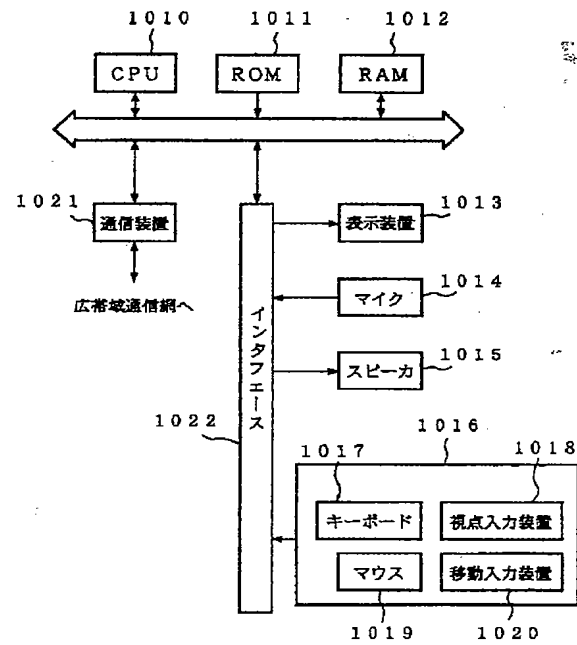 1010 1011 1012
CPU ROM RAM
1021
通信装置
広帯域通信網へ
1013
表示装置
1014
マイク
1015
スピーカ
インタフェース
1022
1016
1017 1018
キーボード 視点入力装置
マウス 移動入力装置
1019 1020